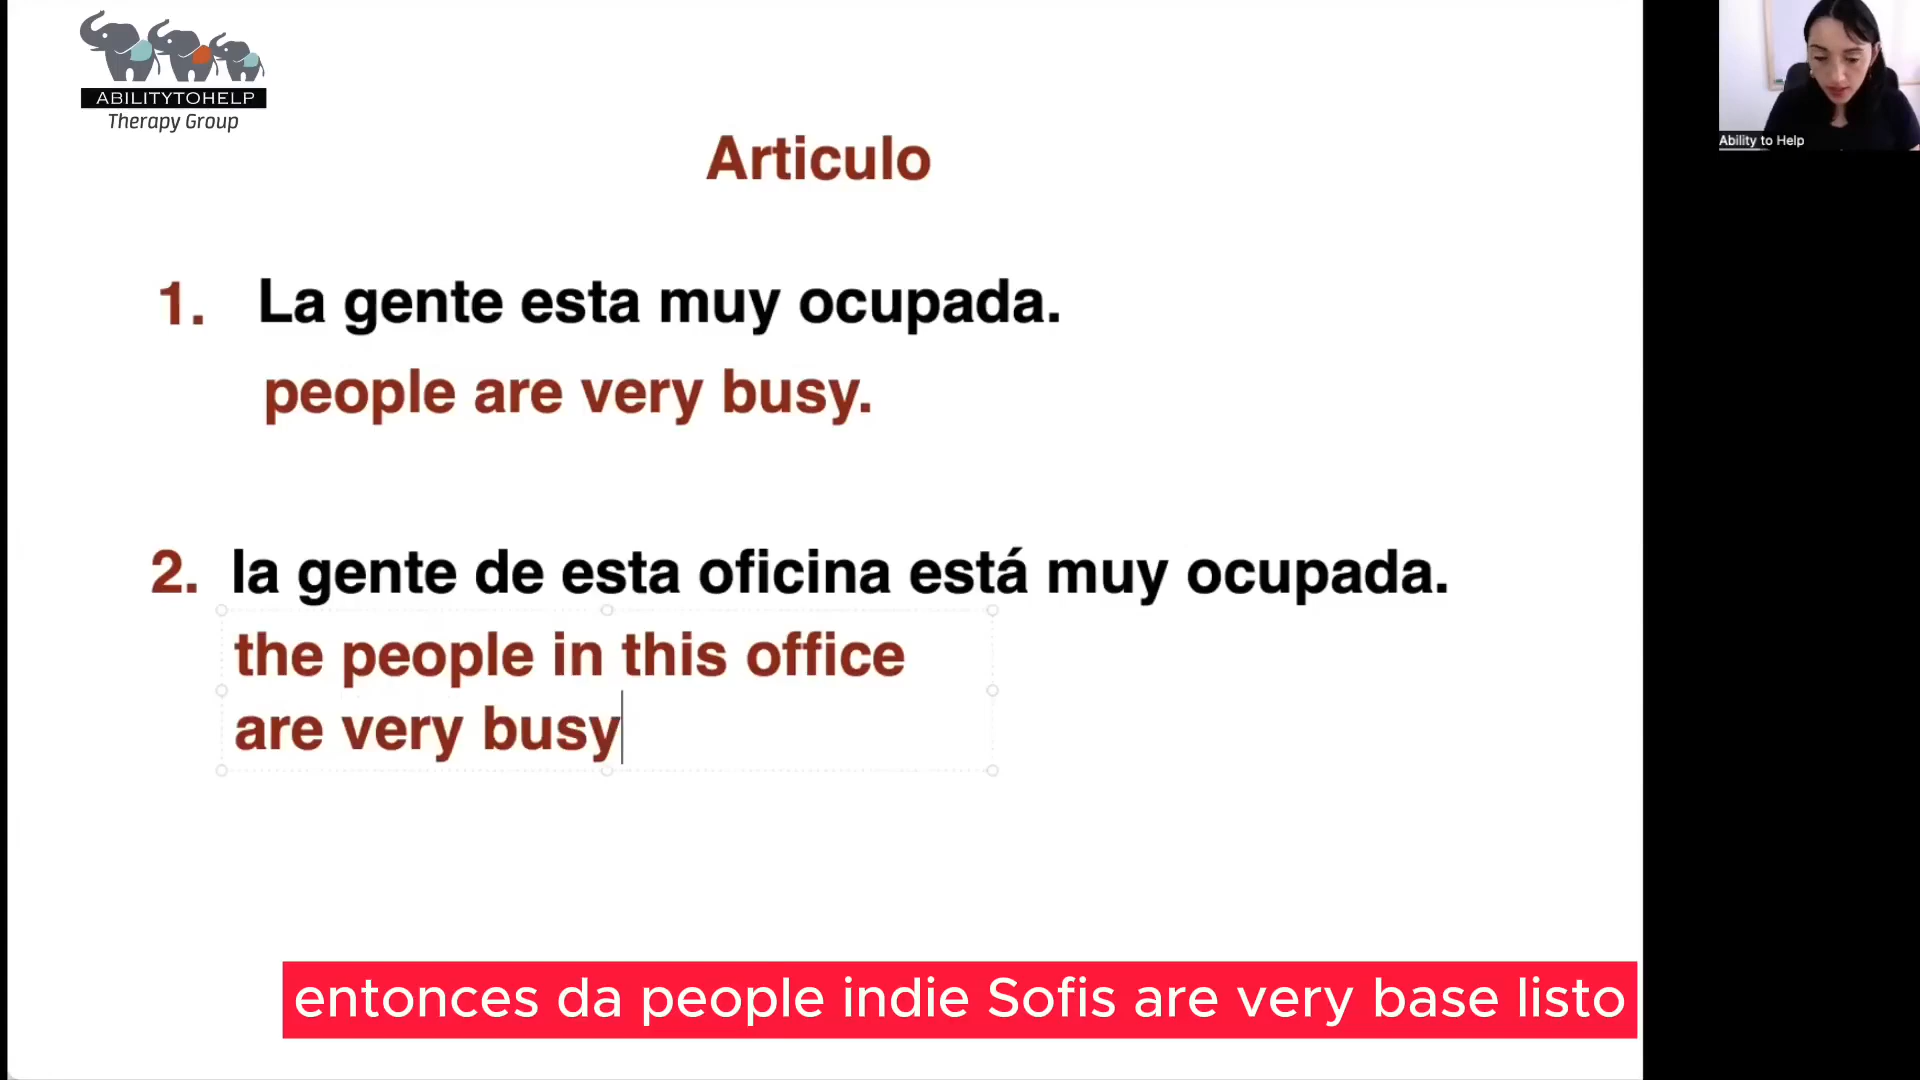 ABILITYTOHELP
Therapy Group
Ability to Help
Articulo
1. La gente esta muy ocupada.
people are very busy.
2. la gente de esta oficina está muy ocupada.
the people in this office
are very busy
entonces da people indie Sofis are very base listo